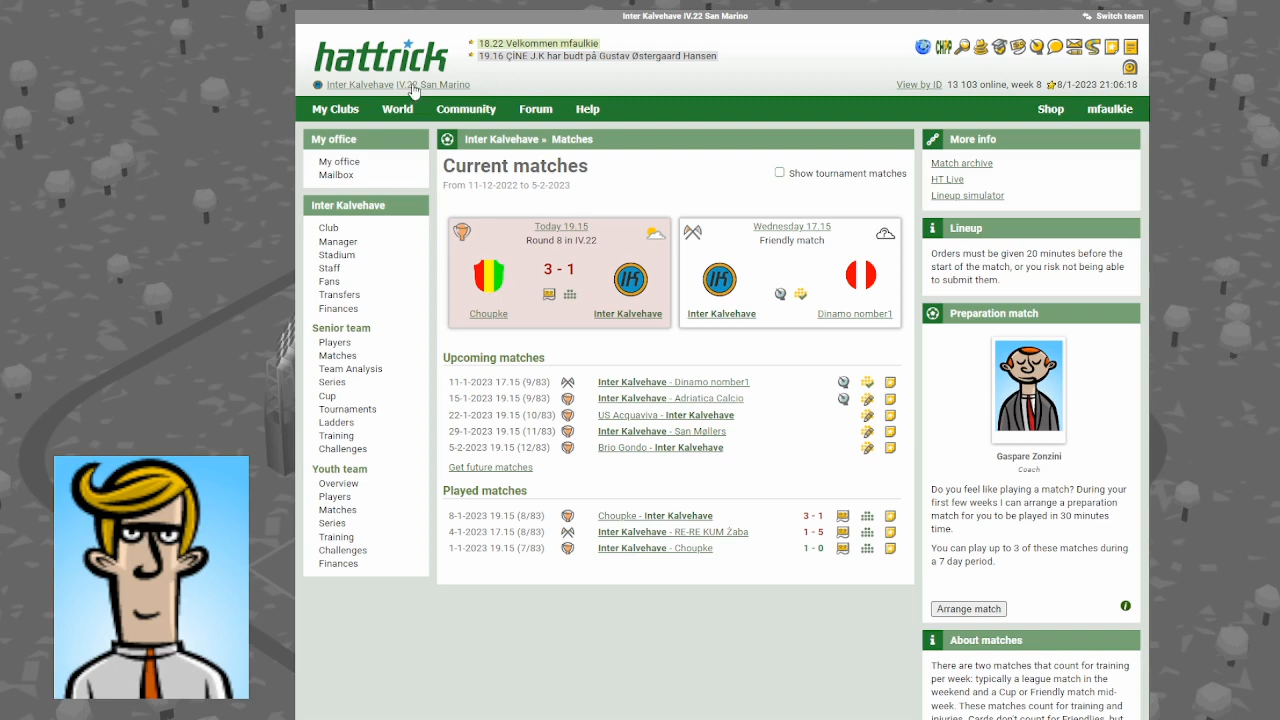 Inter Kalvehave IV.22 San Marino
Switch team
hattrick
18.22 Velkommen mfaulkie
19.16 ÇİNE J.K har budt på Gustav Østergaard Hansen
CHPP
Inter Kalvehave IV.22 San Marino
View by ID 13 103 online, week 8 8/1-2023 21:06:18
My Clubs World Community Forum Help Shop mfaulkie
My office
My office
Mailbox
Inter Kalvehave
Club
Manager
Stadium
Staff
Fans
Transfers
Finances
Senior team
Players
Matches
Team Analysis
Series
Cup
Tournaments
Ladders
Training
Challenges
Youth team
Overview
Players
Matches
Series
Training
Challenges
Finances
Inter Kalvehave » Matches
Current matches
From 11-12-2022 to 5-2-2023
Show tournament matches
Today 19.15
Round 8 in IV.22
3 - 1
IK
Choupke Inter Kalvehave
Wednesday 17.15
Friendly match
IK
Inter Kalvehave Dinamo nomber1
Upcoming matches
11-1-2023 17.15 (9/83) Inter Kalvehave - Dinamo nomber1
15-1-2023 19.15 (9/83) Inter Kalvehave - Adriatica Calcio
22-1-2023 19.15 (10/83) US Acquaviva - Inter Kalvehave
29-1-2023 19.15 (11/83) Inter Kalvehave - San Møllers
5-2-2023 19.15 (12/83) Brio Gondo - Inter Kalvehave
Get future matches
Played matches
8-1-2023 19.15 (8/83) Choupke - Inter Kalvehave 3 - 1
4-1-2023 17.15 (8/83) Inter Kalvehave - RE-RE KUM Żaba 1 - 5
1-1-2023 19.15 (7/83) Inter Kalvehave - Choupke 1 - 0
More info
Match archive
HT Live
Lineup simulator
Lineup
Orders must be given 20 minutes before
the start of the match, or you risk not being able
to submit them.
Preparation match
Gaspare Zonzini
Coach
Do you feel like playing a match? During your
first few weeks I can arrange a preparation
match for you to be played in 30 minutes
time.
You can play up to 3 of these matches during
a 7 day period.
Arrange match
About matches
There are two matches that count for training
per week: typically a league match in the
weekend and a Cup or Friendly match mid-
week. These matches count for training and
injuries. Cards don't count for Friendlies, but